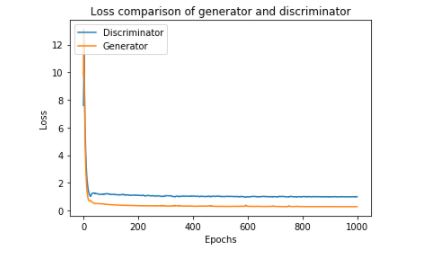 Loss comparison of generator and discriminator
Discriminator
Generator
Loss
12
10
8
6
4
2
0
0 200 400 600 800 1000
Epochs